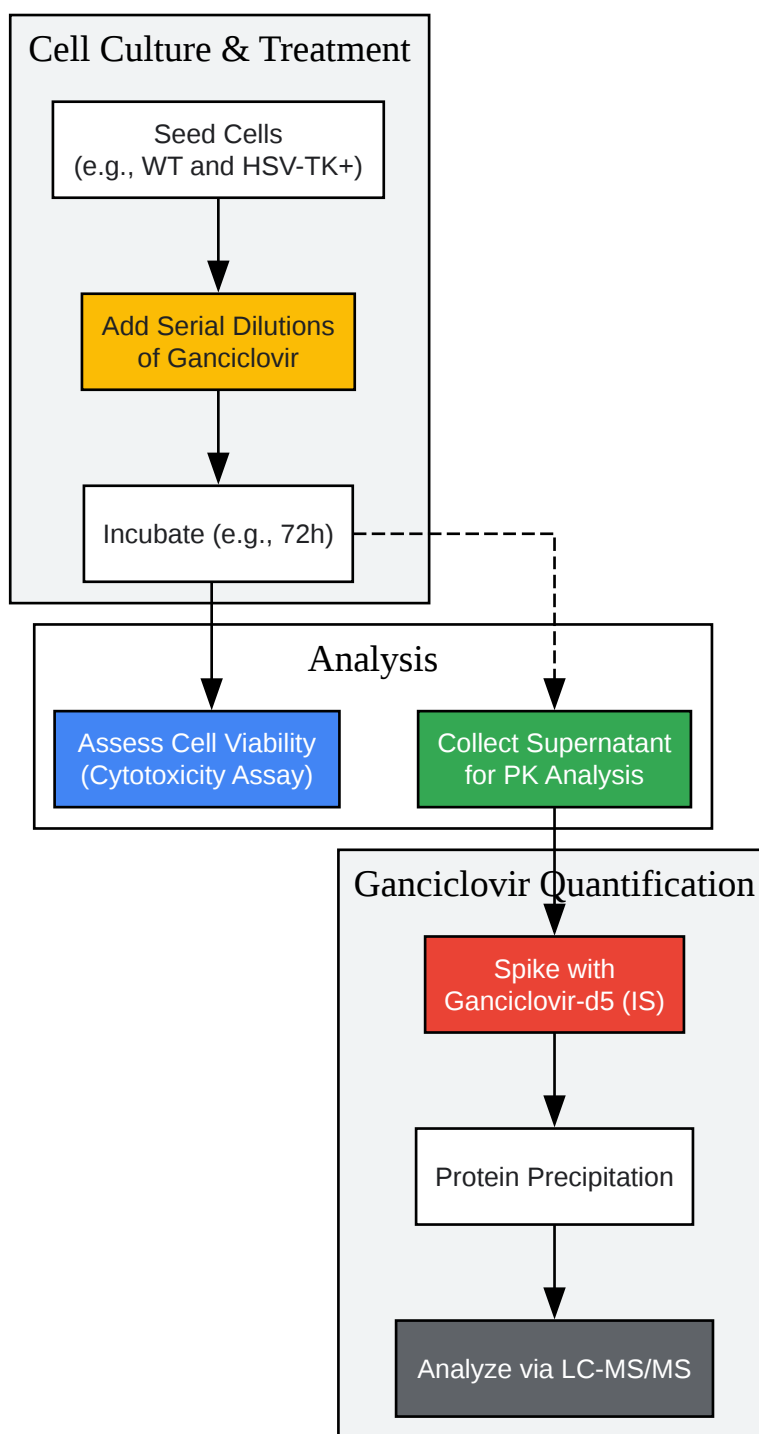 Cell Culture & Treatment
Seed Cells
(e.g., WT and HSV-TK+)
Add Serial Dilutions
of Ganciclovir
Incubate (e.g., 72h)
Analysis
Assess Cell Viability
(Cytotoxicity Assay)
Collect Supernatant
for PK Analysis
Ganciclovir Quantification
Spike with
Ganciclovir-d5 (IS)
Protein Precipitation
Analyze via LC-MS/MS